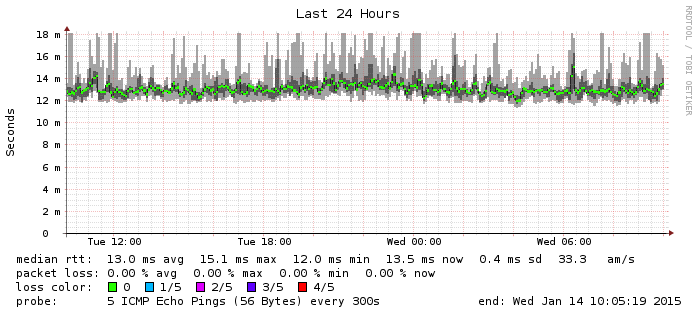 Last 24 Hours
RRDTOOL / TOBI OETIKER
Seconds
18 m
16 m
14 m
12 m
10 m
8 m
6 m
4 m
2 m
0
Tue 12:00 Tue 18:00 Wed 00:00 Wed 06:00
median rtt: 13.0 ms avg 15.1 ms max 12.0 ms min 13.5 ms now 0.4 ms sd 33.3 am/s
packet loss: 0.00 % avg 0.00 % max 0.00 % min 0.00 % now
loss color: 0 1/5 2/5 3/5 4/5
probe: 5 ICMP Echo Pings (56 Bytes) every 300s end: Wed Jan 14 10:05:19 2015